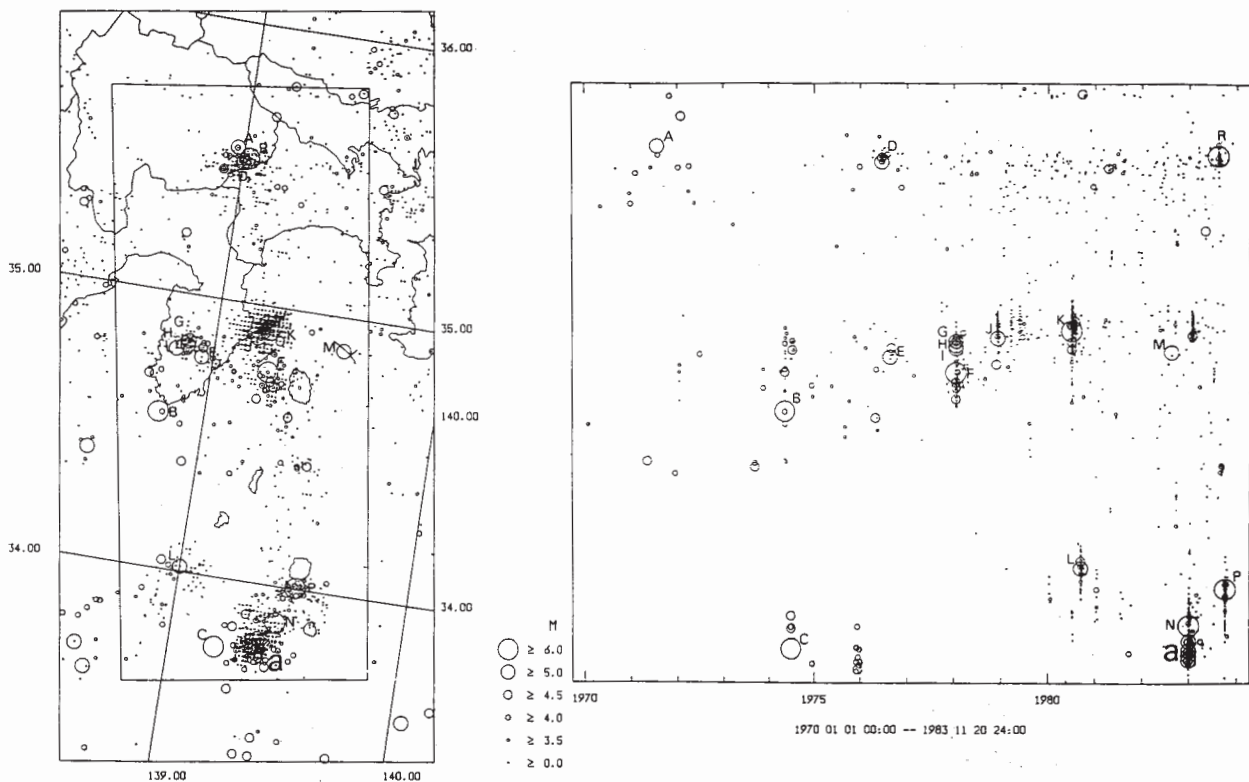 36.00
A
R
D
35.00
35.00
G
H
K
E
F
M
B
140.00
34.00
34.00
L
P
N
C
a
139.00
140.00
M
≥ 6.0
≥ 5.0
≥ 4.5
≥ 4.0
≥ 3.5
≥ 0.0
A
D
R
G
H
I
J
K
E
F
M
B
L
P
N
C
a
1970
1975
1980
1970 01 01 00:00 -- 1983 11 20 24:00